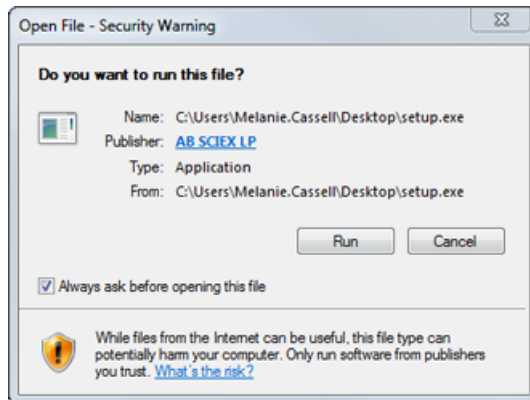 Open File - Security Warning
Do you want to run this file?
Name: C:\Users\Melanie.Cassell\Desktop\setup.exe
Publisher: AB SCIEX LP
Type: Application
From: C:\Users\Melanie.Cassell\Desktop\setup.exe
Run Cancel
Always ask before opening this file
While files from the Internet can be useful, this file type can
potentially harm your computer. Only run software from publishers
you trust. What's the risk?